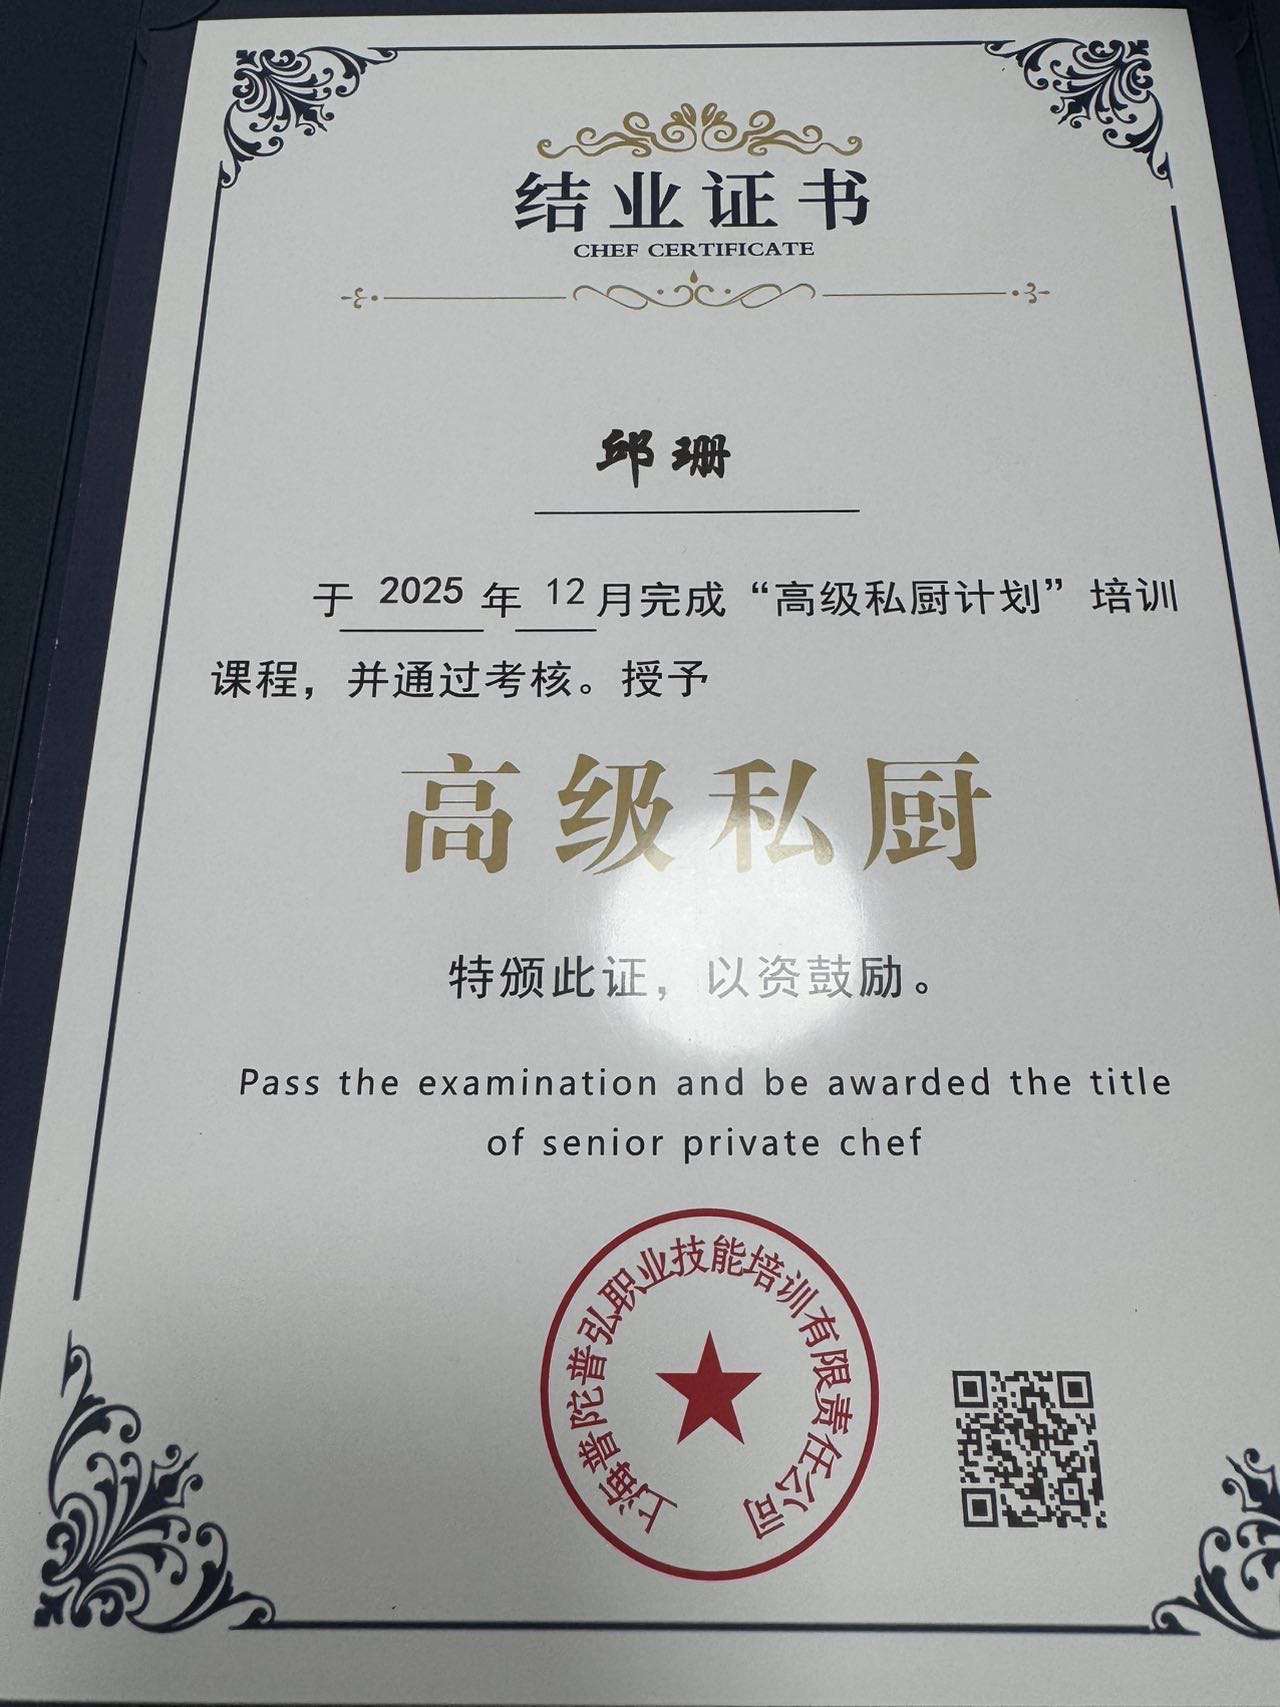 结业证书
CHEF CERTIFICATE
邱珊
于 2025 年 12 月完成“高级私厨计划”培训
课程，并通过考核。授予
高级私厨
特颁此证，以资鼓励。
Pass the examination and be awarded the title
of senior private chef
上海普陀普弘职业技能培训有限责任公司